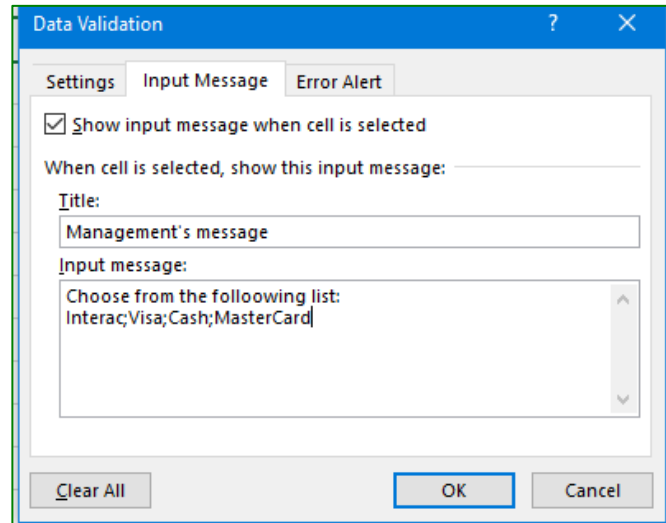 Data Validation ? ✕
Settings Input Message Error Alert
Show input message when cell is selected
When cell is selected, show this input message:
Title:
Management's message
Input message:
Choose from the folloowing list:
Interac;Visa;Cash;MasterCard
Clear All OK Cancel